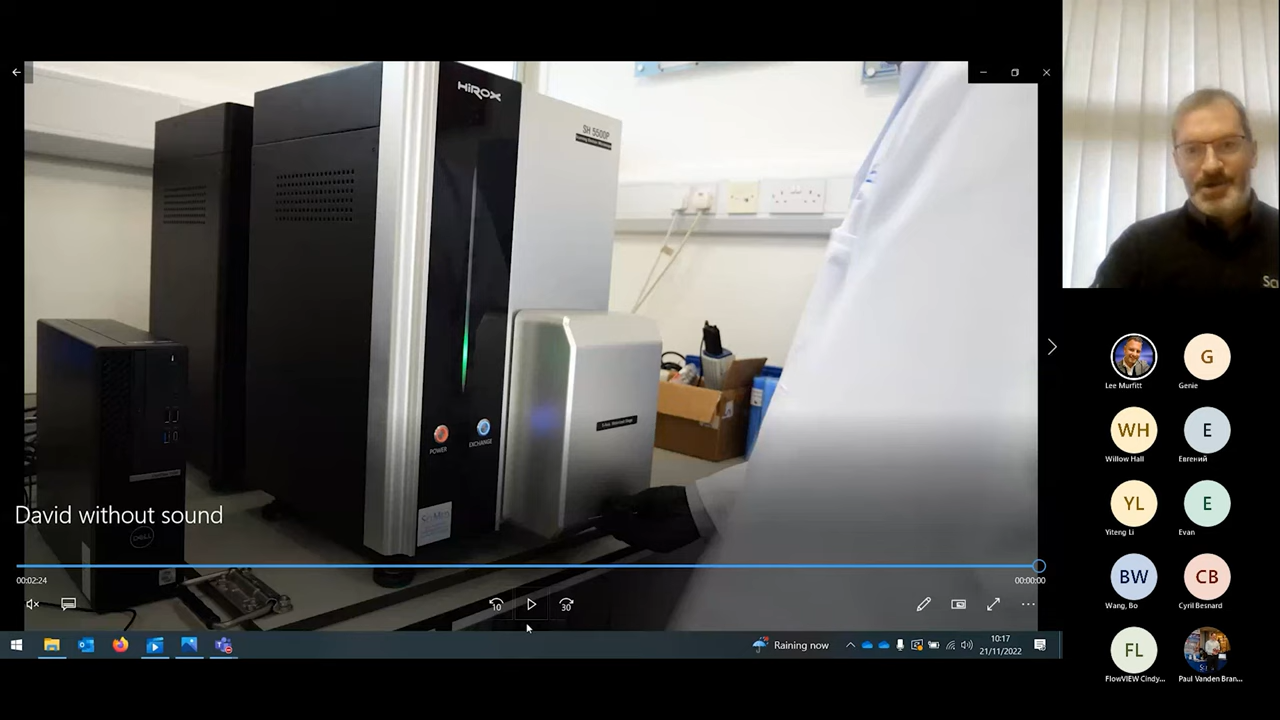 HiROX
SH 5500P
POWER
EXCHANGE
DELL
David without sound
00:02:24
00:00:00
10
30
Raining now
10:17
21/11/2022
Lee Murfitt
G
Genie
WH
Willow Hall
E
Евгений
YL
Yiteng Li
E
Evan
BW
Wang, Bo
CB
Cyril Besnard
FL
FlowVIEW Cindy...
Paul Vanden Bran...